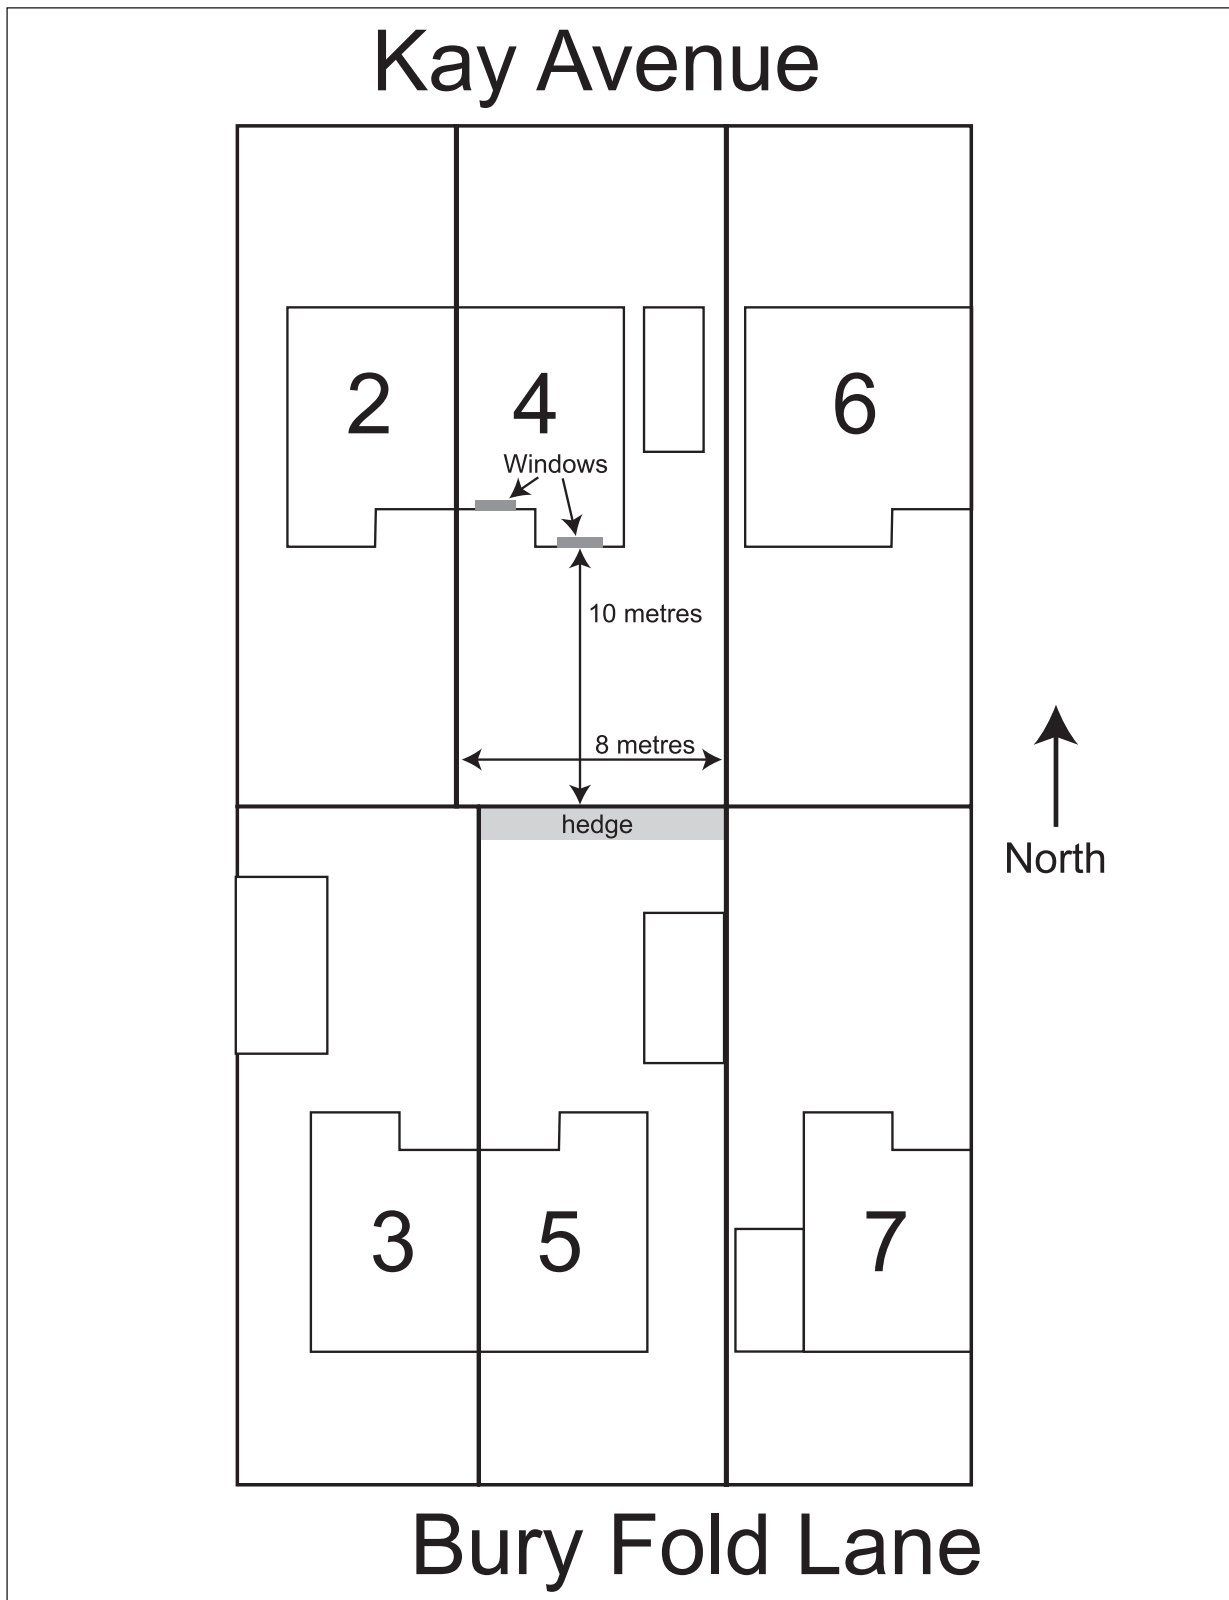 Kay Avenue
2
4
6
Windows
10 metres
8 metres
hedge
North
3
5
7
Bury Fold Lane